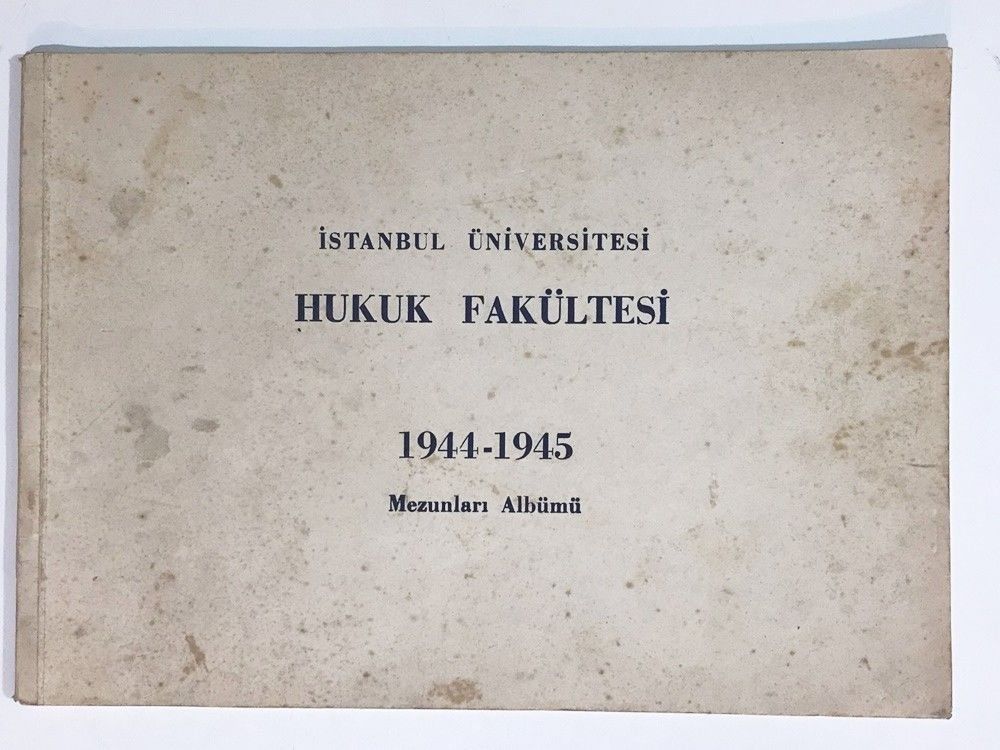 İSTANBUL ÜNİVERSİTESİ
HUKUK FAKÜLTESİ
1944-1945
Mezunları Albümü